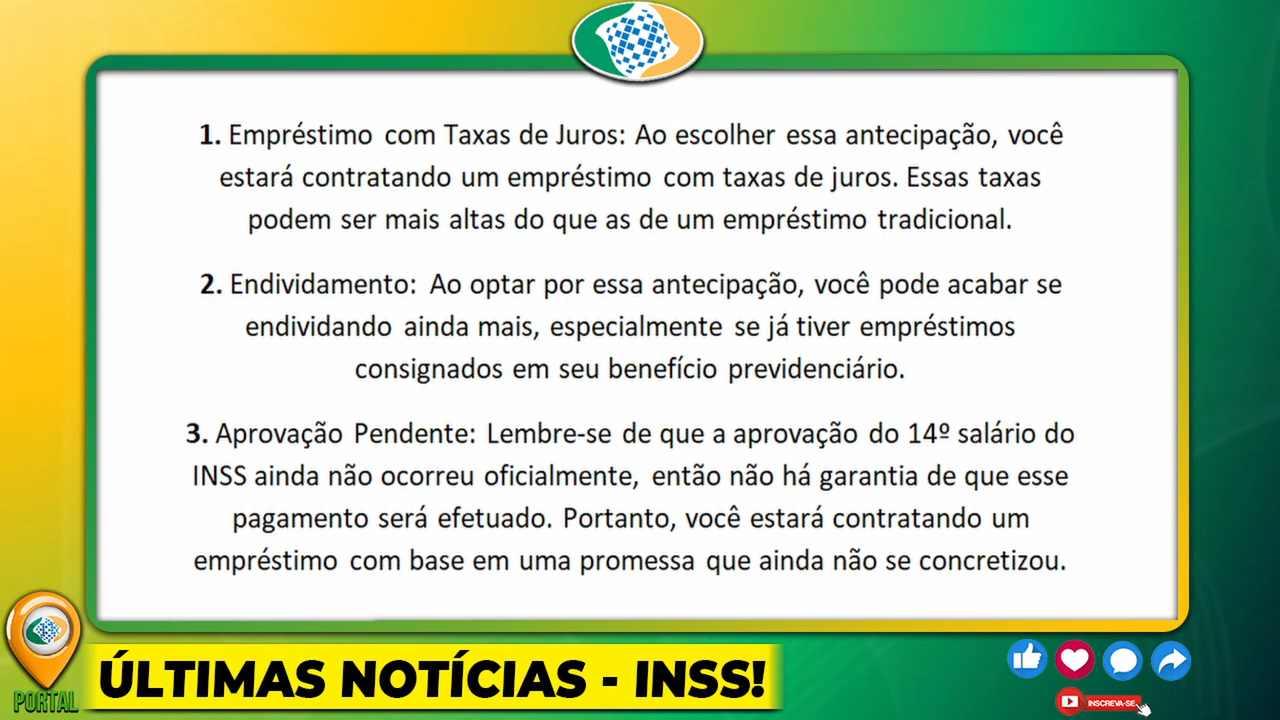 1. Empréstimo com Taxas de Juros: Ao escolher essa antecipação, você
estará contratando um empréstimo com taxas de juros. Essas taxas
podem ser mais altas do que as de um empréstimo tradicional.
2. Endividamento: Ao optar por essa antecipação, você pode acabar se
endividando ainda mais, especialmente se já tiver empréstimos
consignados em seu benefício previdenciário.
3. Aprovação Pendente: Lembre-se de que a aprovação do 14º salário do
INSS ainda não ocorreu oficialmente, então não há garantia de que esse
pagamento será efetuado. Portanto, você estará contratando um
empréstimo com base em uma promessa que ainda não se concretizou.
PORTAL
ÚLTIMAS NOTÍCIAS - INSS!
INSCREVA-SE